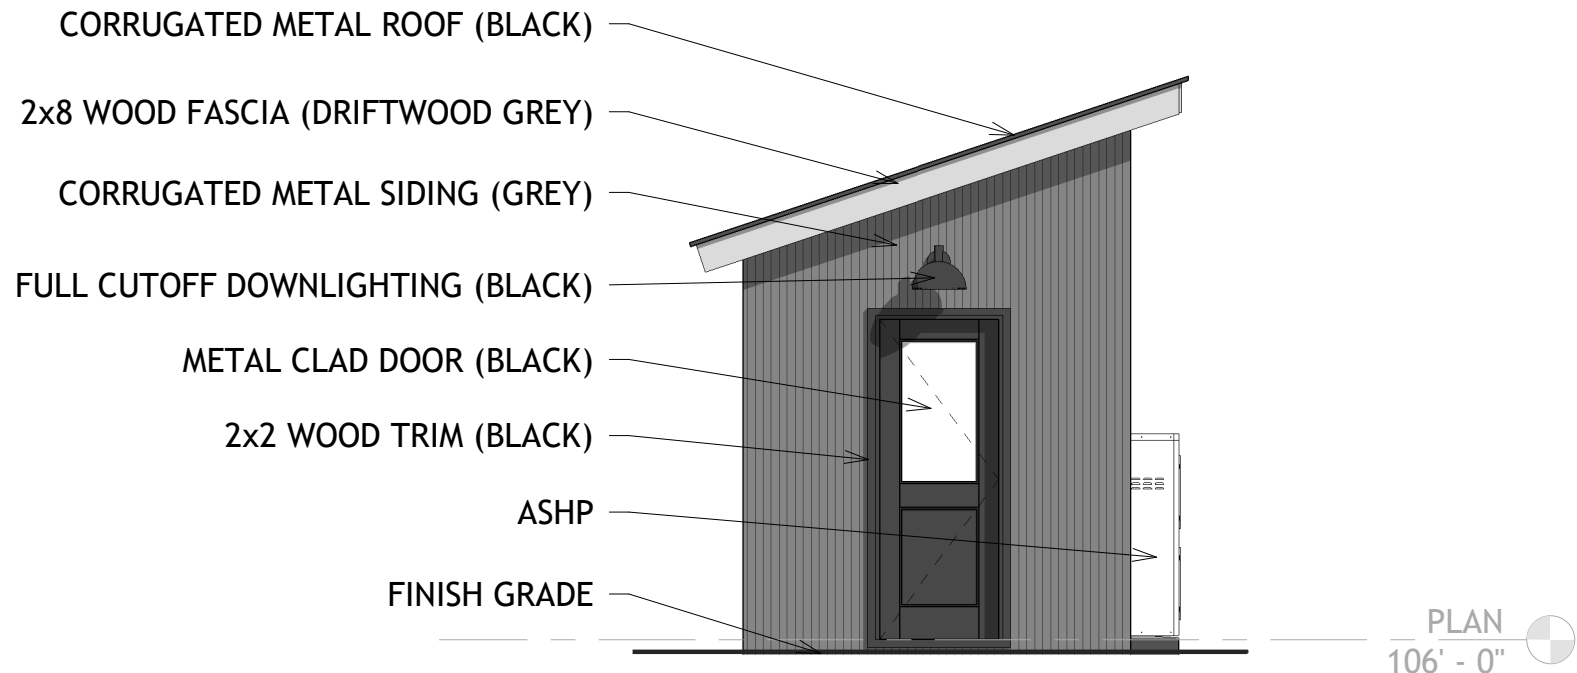 CORRUGATED METAL ROOF (BLACK)
2x8 WOOD FASCIA (DRIFTWOOD GREY)
CORRUGATED METAL SIDING (GREY)
FULL CUTOFF DOWNLIGHTING (BLACK)
METAL CLAD DOOR (BLACK)
2x2 WOOD TRIM (BLACK)
ASHP
FINISH GRADE
PLAN
106' - 0"